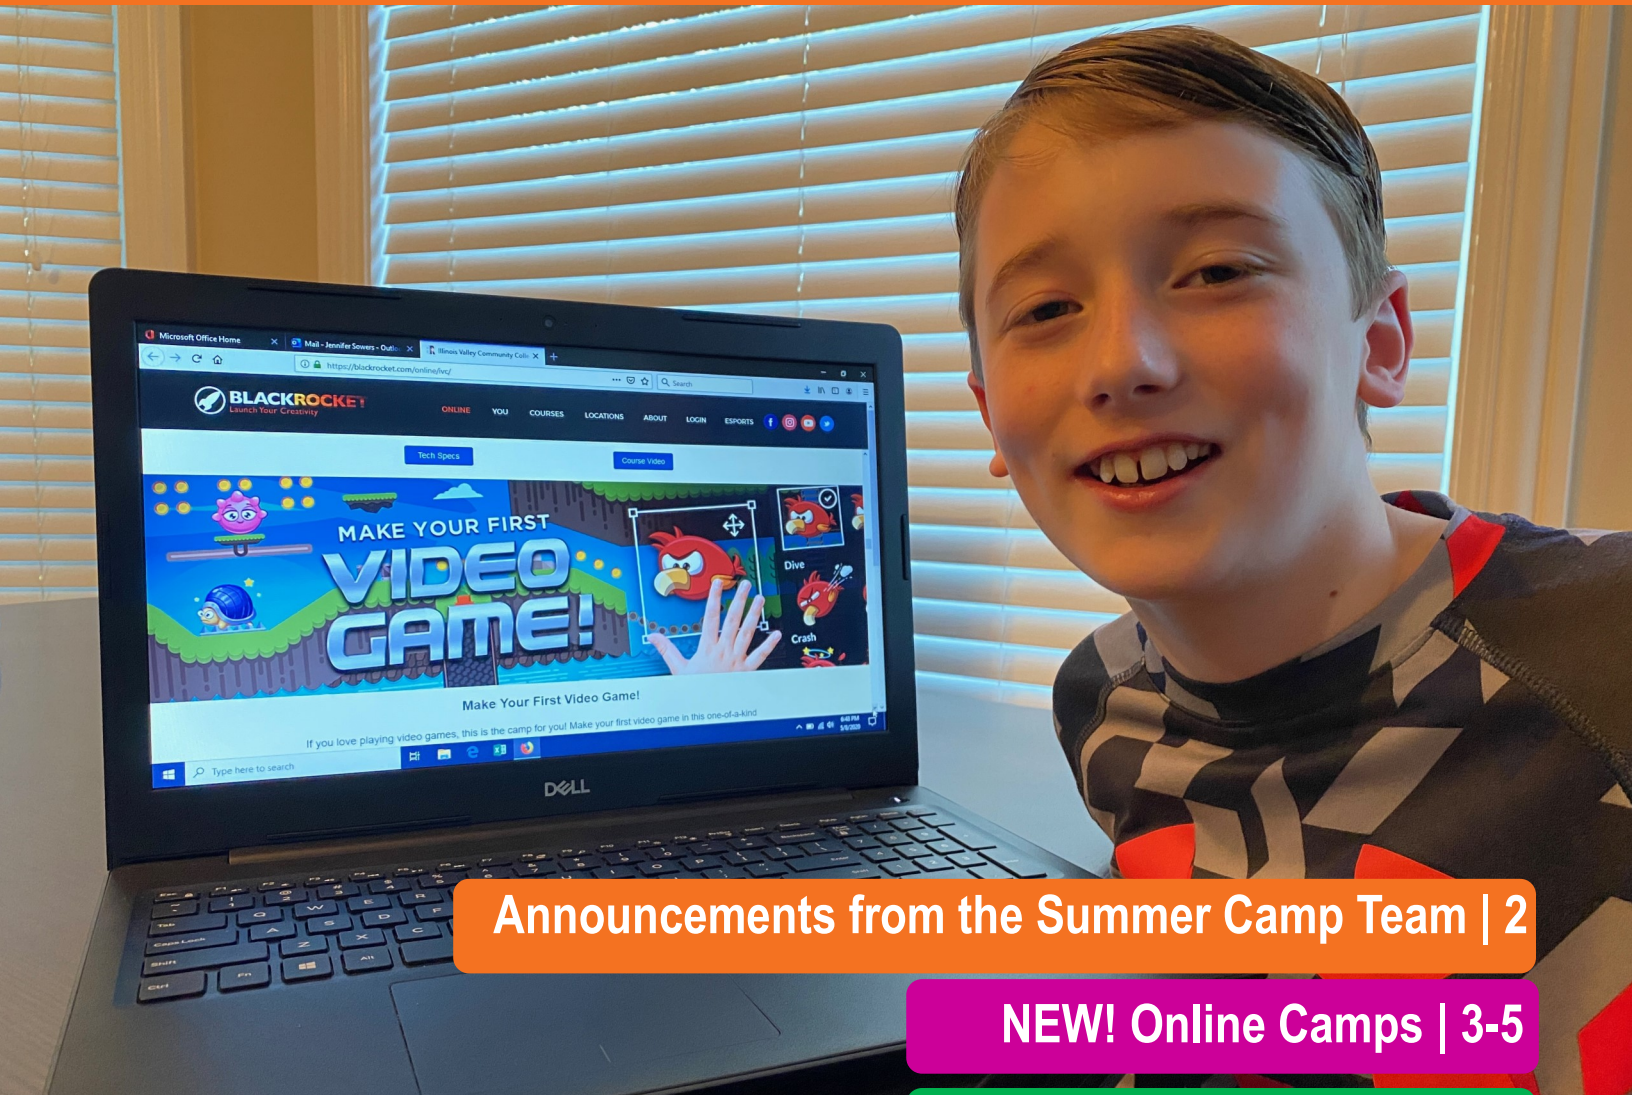 Microsoft Office Home
Mail - Jennifer Sowers - Outlo
Illinois Valley Community Colle
https://blackrocket.com/online/ivc/
Search
BLACKROCKET
Launch Your Creativity
ONLINE YOU COURSES LOCATIONS ABOUT LOGIN ESPORTS
Tech Specs
Course Video
MAKE YOUR FIRST
VIDEO
GAME!
Dive
Crash
Make Your First Video Game!
If you love playing video games, this is the camp for you! Make your first video game in this one-of-a-kind
Type here to search
DELL
Announcements from the Summer Camp Team | 2
NEW! Online Camps | 3-5